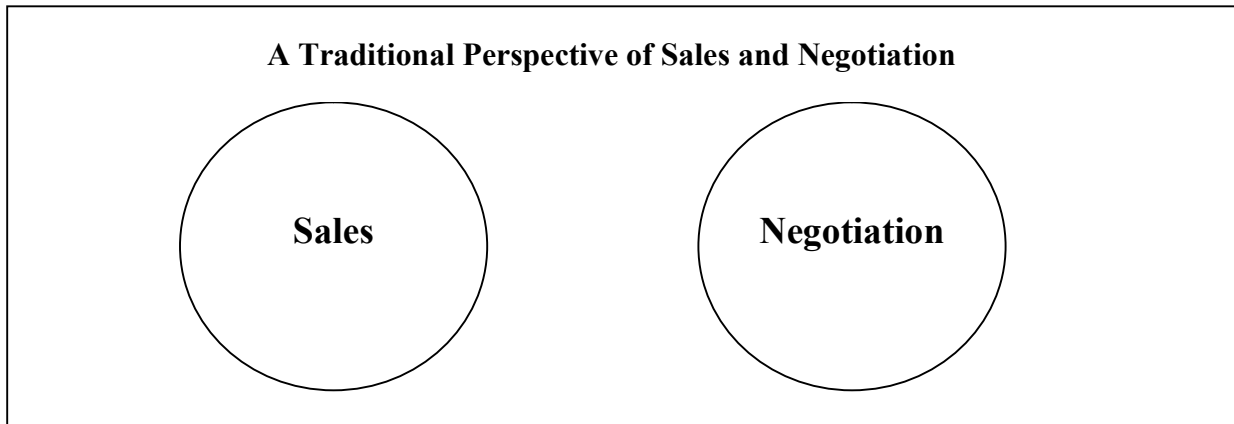 A Traditional Perspective of Sales and Negotiation
Sales
Negotiation